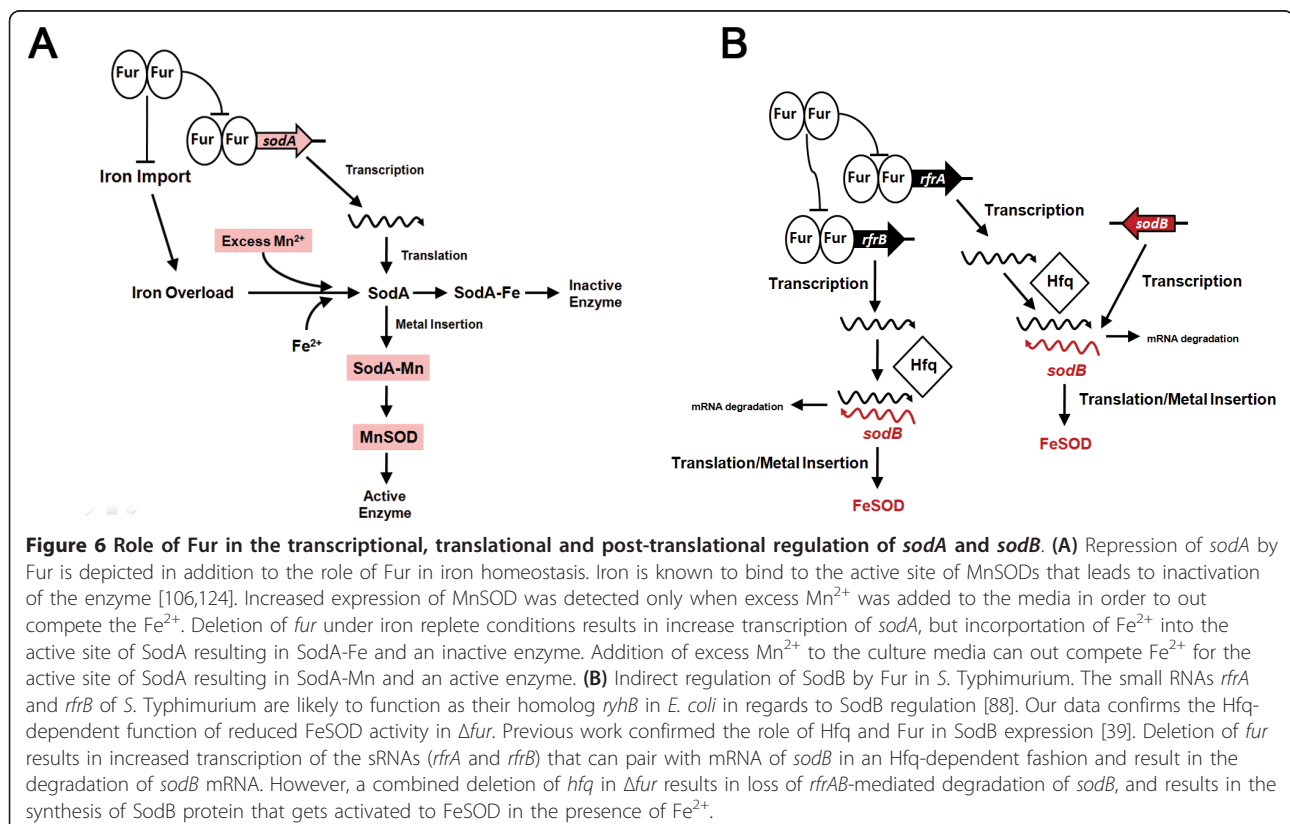 A
Fur Fur
Fur Fur sodA
Iron Import
Transcription
Excess Mn²⁺
Translation
Iron Overload
SodA
SodA-Fe
Inactive
Enzyme
Fe²⁺
Metal Insertion
SodA-Mn
MnSOD
Active
Enzyme
B
Fur Fur
Fur Fur rfrA
Fur Fur rfrB
Transcription
sodB
Hfq
Transcription
Transcription
mRNA degradation
sodB
Hfq
Translation/Metal Insertion
mRNA degradation
sodB
FeSOD
Translation/Metal Insertion
FeSOD
Figure 6 Role of Fur in the transcriptional, translational and post-translational regulation of sodA and sodB. (A) Repression of sodA by
Fur is depicted in addition to the role of Fur in iron homeostasis. Iron is known to bind to the active site of MnSODs that leads to inactivation
of the enzyme [106,124]. Increased expression of MnSOD was detected only when excess Mn²⁺ was added to the media in order to out
compete the Fe²⁺. Deletion of fur under iron replete conditions results in increase transcription of sodA, but incorportation of Fe²⁺ into the
active site of SodA resulting in SodA-Fe and an inactive enzyme. Addition of excess Mn²⁺ to the culture media can out compete Fe²⁺ for the
active site of SodA resulting in SodA-Mn and an active enzyme. (B) Indirect regulation of SodB by Fur in S. Typhimurium. The small RNAs rfrA
and rfrB of S. Typhimurium are likely to function as their homolog ryhB in E. coli in regards to SodB regulation [88]. Our data confirms the Hfq-
dependent function of reduced FeSOD activity in Δfur. Previous work confirmed the role of Hfq and Fur in SodB expression [39]. Deletion of fur
results in increased transcription of the sRNAs (rfrA and rfrB) that can pair with mRNA of sodB in an Hfq-dependent fashion and result in the
degradation of sodB mRNA. However, a combined deletion of hfq in Δfur results in loss of rfrAB-mediated degradation of sodB, and results in the
synthesis of SodB protein that gets activated to FeSOD in the presence of Fe²⁺.